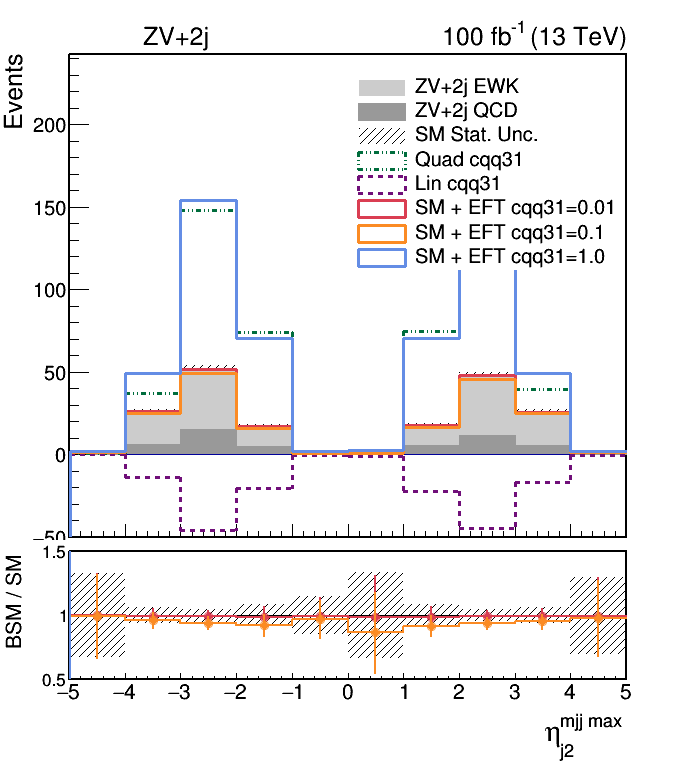 ZV+2j 100 fb⁻¹ (13 TeV)
Events
200
150
100
50
0
−50
ZV+2j EWK
ZV+2j QCD
SM Stat. Unc.
Quad cqq31
Lin cqq31
SM + EFT cqq31=0.01
SM + EFT cqq31=0.1
SM + EFT cqq31=1.0
BSM / SM
1.5
1
0.5
−5 −4 −3 −2 −1 0 1 2 3 4 5
η_{j2}^{mjj max}